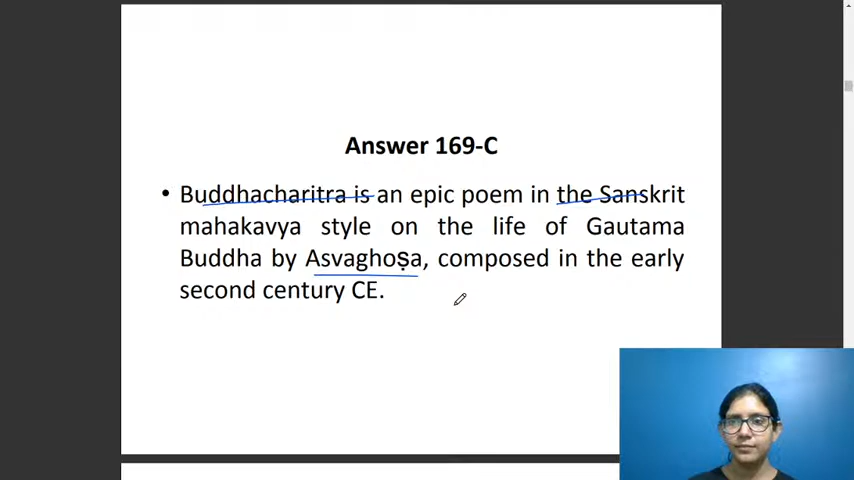 Answer 169-C
• Buddhacharitra is an epic poem in the Sanskrit
mahakavya style on the life of Gautama
Buddha by Asvaghoṣa, composed in the early
second century CE.